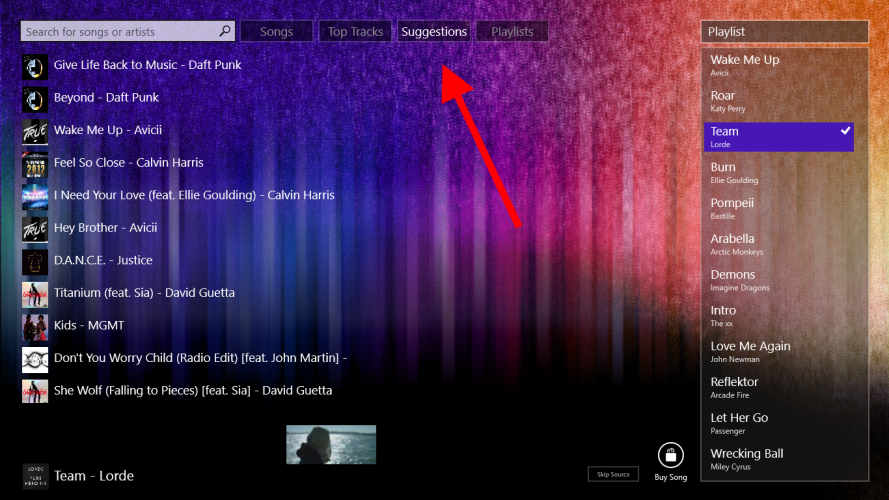 Search for songs or artists
Songs
Top Tracks
Suggestions
Playlists
Give Life Back to Music - Daft Punk
Beyond - Daft Punk
Wake Me Up - Avicii
Feel So Close - Calvin Harris
I Need Your Love (feat. Ellie Goulding) - Calvin Harris
Hey Brother - Avicii
D.A.N.C.E. - Justice
Titanium (feat. Sia) - David Guetta
Kids - MGMT
Don't You Worry Child (Radio Edit) [feat. John Martin] -
She Wolf (Falling to Pieces) [feat. Sia] - David Guetta
Team - Lorde
Skip Source
Buy Song
Playlist
Wake Me Up
Avicii
Roar
Katy Perry
Team
Lorde
Burn
Ellie Goulding
Pompeii
Bastille
Arabella
Arctic Monkeys
Demons
Imagine Dragons
Intro
The xx
Love Me Again
John Newman
Reflektor
Arcade Fire
Let Her Go
Passenger
Wrecking Ball
Miley Cyrus